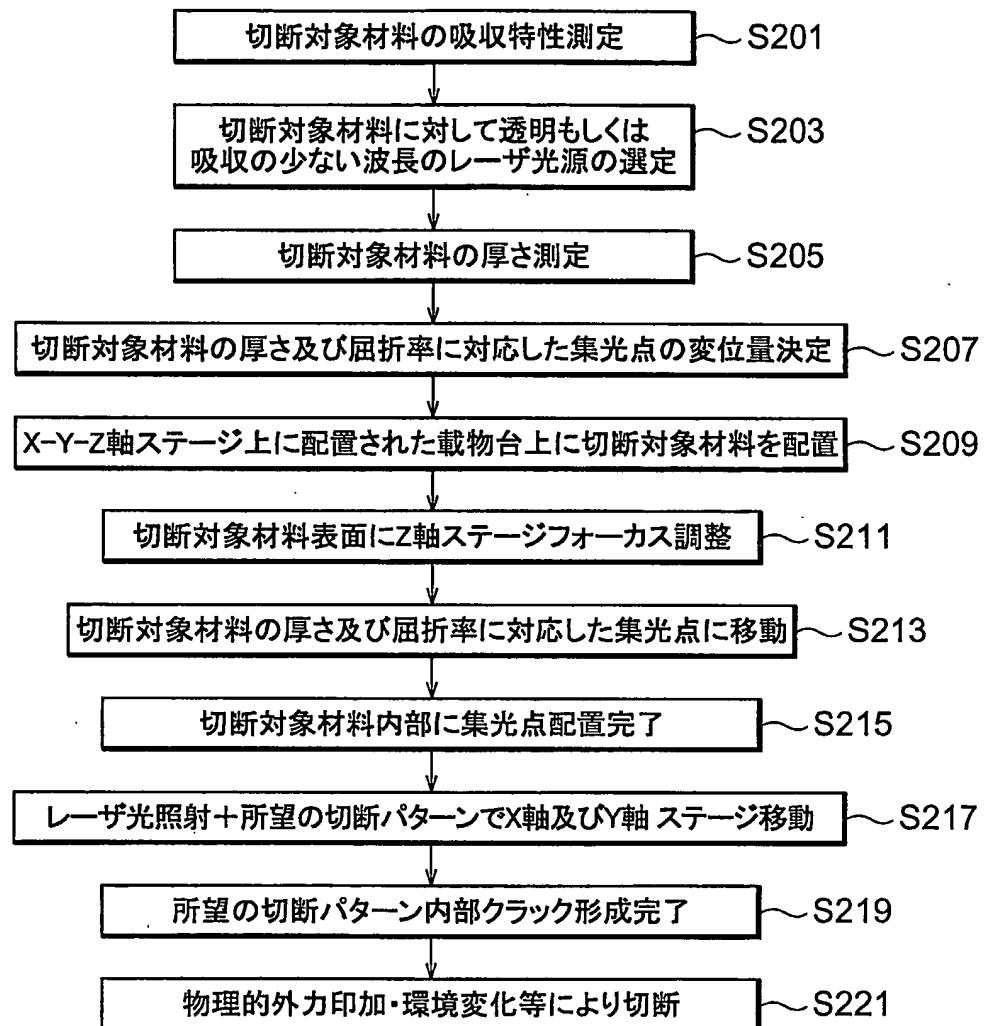 切断対象材料の吸収特性測定 S201
切断対象材料に対して透明もしくは
吸収の少ない波長のレーザ光源の選定 S203
切断対象材料の厚さ測定 S205
切断対象材料の厚さ及び屈折率に対応した集光点の変位量決定 S207
X-Y-Z軸ステージ上に配置された載物台上に切断対象材料を配置 S209
切断対象材料表面にZ軸ステージフォーカス調整 S211
切断対象材料の厚さ及び屈折率に対応した集光点に移動 S213
切断対象材料内部に集光点配置完了 S215
レーザ光照射+所望の切断パターンでX軸及びY軸 ステージ移動 S217
所望の切断パターン内部クラック形成完了 S219
物理的外力印加・環境変化等により切断 S221